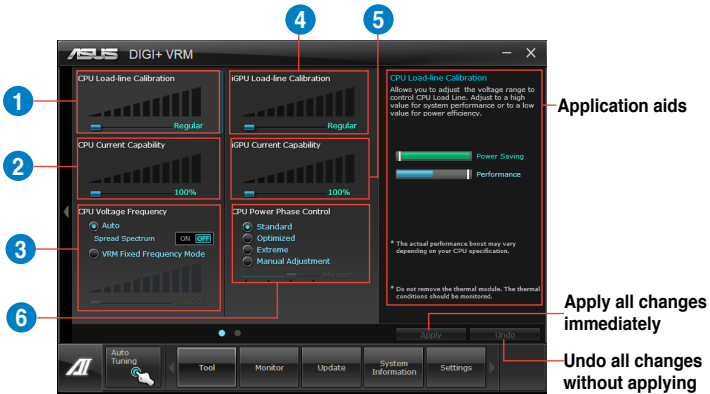 4
5
ASUS DIGI+ VRM
1
CPU Load-line Calibration
Regular
iGPU Load-line Calibration
Regular
2
CPU Current Capability
100%
iGPU Current Capability
100%
3
CPU Voltage Frequency
Auto
Spread Spectrum ON OFF
VRM Fixed Frequency Mode
6
CPU Power Phase Control
Standard
Optimized
Extreme
Manual Adjustment
Medium
CPU Load-line Calibration
Allows you to adjust the voltage range to
control CPU Load Line. Adjust to a high
value for system performance or to a low
value for power efficiency.
Power Saving
Performance
* The actual performance boost may vary
depending on your CPU specification.
* Do not remove the thermal module. The thermal
conditions should be monitored.
Apply
Undo
Auto
Tuning
Tool
Monitor
Update
System
Information
Settings
Application aids
Apply all changes
immediately
Undo all changes
without applying